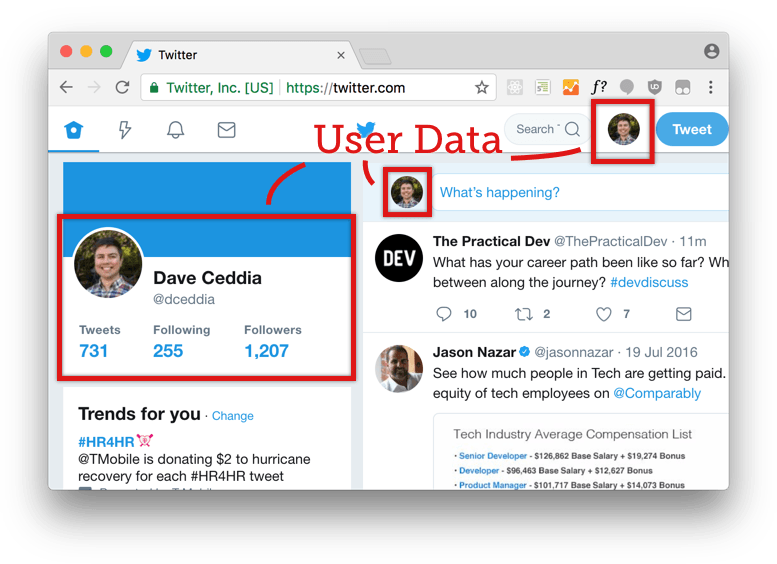 Twitter
Twitter, Inc. [US] https://twitter.com
f?
User Data
Search
Tweet
What's happening?
Dave Ceddia
@dceddia
Tweets Following Followers
731 255 1,207
Trends for you · Change
#HR4HR
@TMobile is donating $2 to hurricane
recovery for each #HR4HR tweet
DEV
The Practical Dev @ThePracticalDev · 11m
What has your career path been like so far? Wh
between along the journey? #devdiscuss
10 2 7
Jason Nazar @jasonnazar · 19 Jul 2016
See how much people in Tech are getting paid.
equity of tech employees on @Comparably
Tech Industry Average Compensation List
• Senior Developer - $126,862 Base Salary + $19,274 Bonus
• Developer - $96,463 Base Salary + $12,627 Bonus
• Product Manager - $101,717 Base Salary + $14,073 Bonus